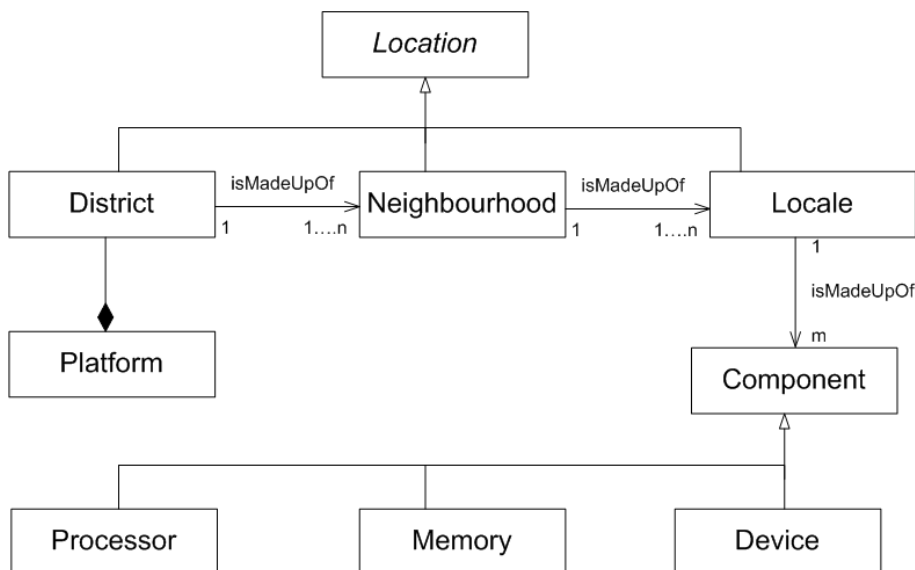 Location
District
isMadeUpOf
1
1....n
Neighbourhood
isMadeUpOf
1
1....n
Locale
1
isMadeUpOf
m
Platform
Component
Processor
Memory
Device